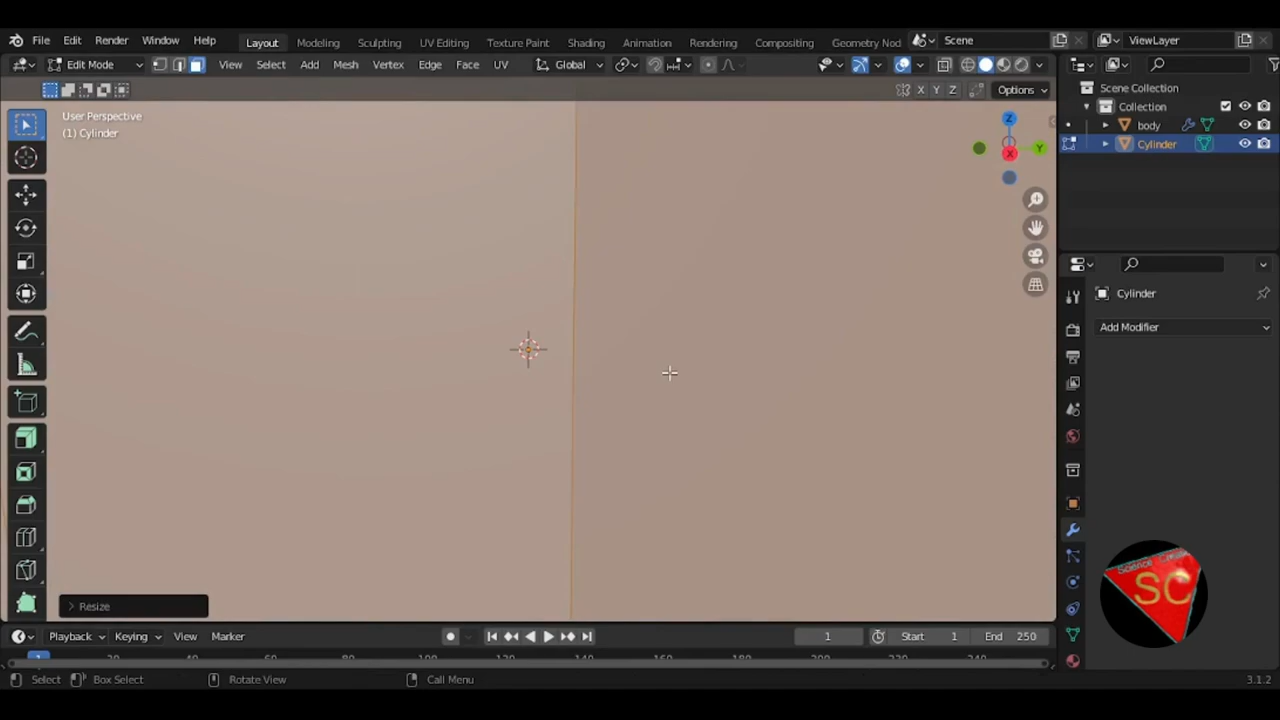 File Edit Render Window Help Layout Modeling Sculpting UV Editing Texture Paint Shading Animation Rendering Compositing Geometry Nod Scene ViewLayer
Edit Mode View Select Add Mesh Vertex Edge Face UV Global
X Y Z Options
User Perspective
(1) Cylinder
Z
Y
X
Scene Collection
Collection
body
Cylinder
Cylinder
Add Modifier
Resize
SC
Playback Keying View Marker 1 Start 1 End 250
1
Select Box Select Rotate View Call Menu 3.1.2